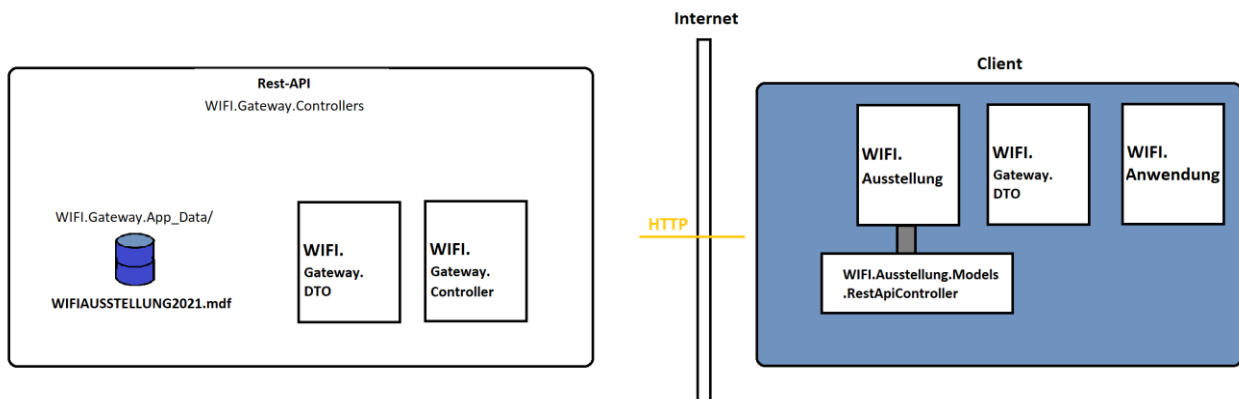 Internet
Rest-API
WIFI.Gateway.Controllers
WIFI.Gateway.App_Data/
WIFIAUSSTELLUNG2021.mdf
WIFI.
Gateway.
DTO
WIFI.
Gateway.
Controller
HTTP
Client
WIFI.
Ausstellung
WIFI.
Gateway.
DTO
WIFI.
Anwendung
WIFI.Ausstellung.Models
.RestApiController